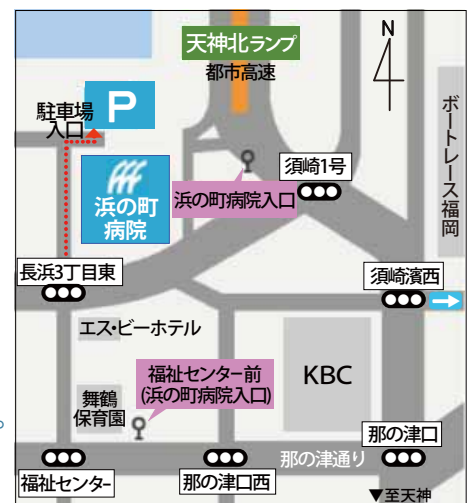 天神北ランプ
都市高速
N
駐車場
入口
P
ボートレース福岡
須崎1号
浜の町病院入口
浜の町
病院
長浜3丁目東
須崎濱西
エス・ビーホテル
福祉センター前
(浜の町病院入口)
KBC
舞鶴
保育園
。
那の津口
那の津通り
福祉センター
那の津口西
▼至天神